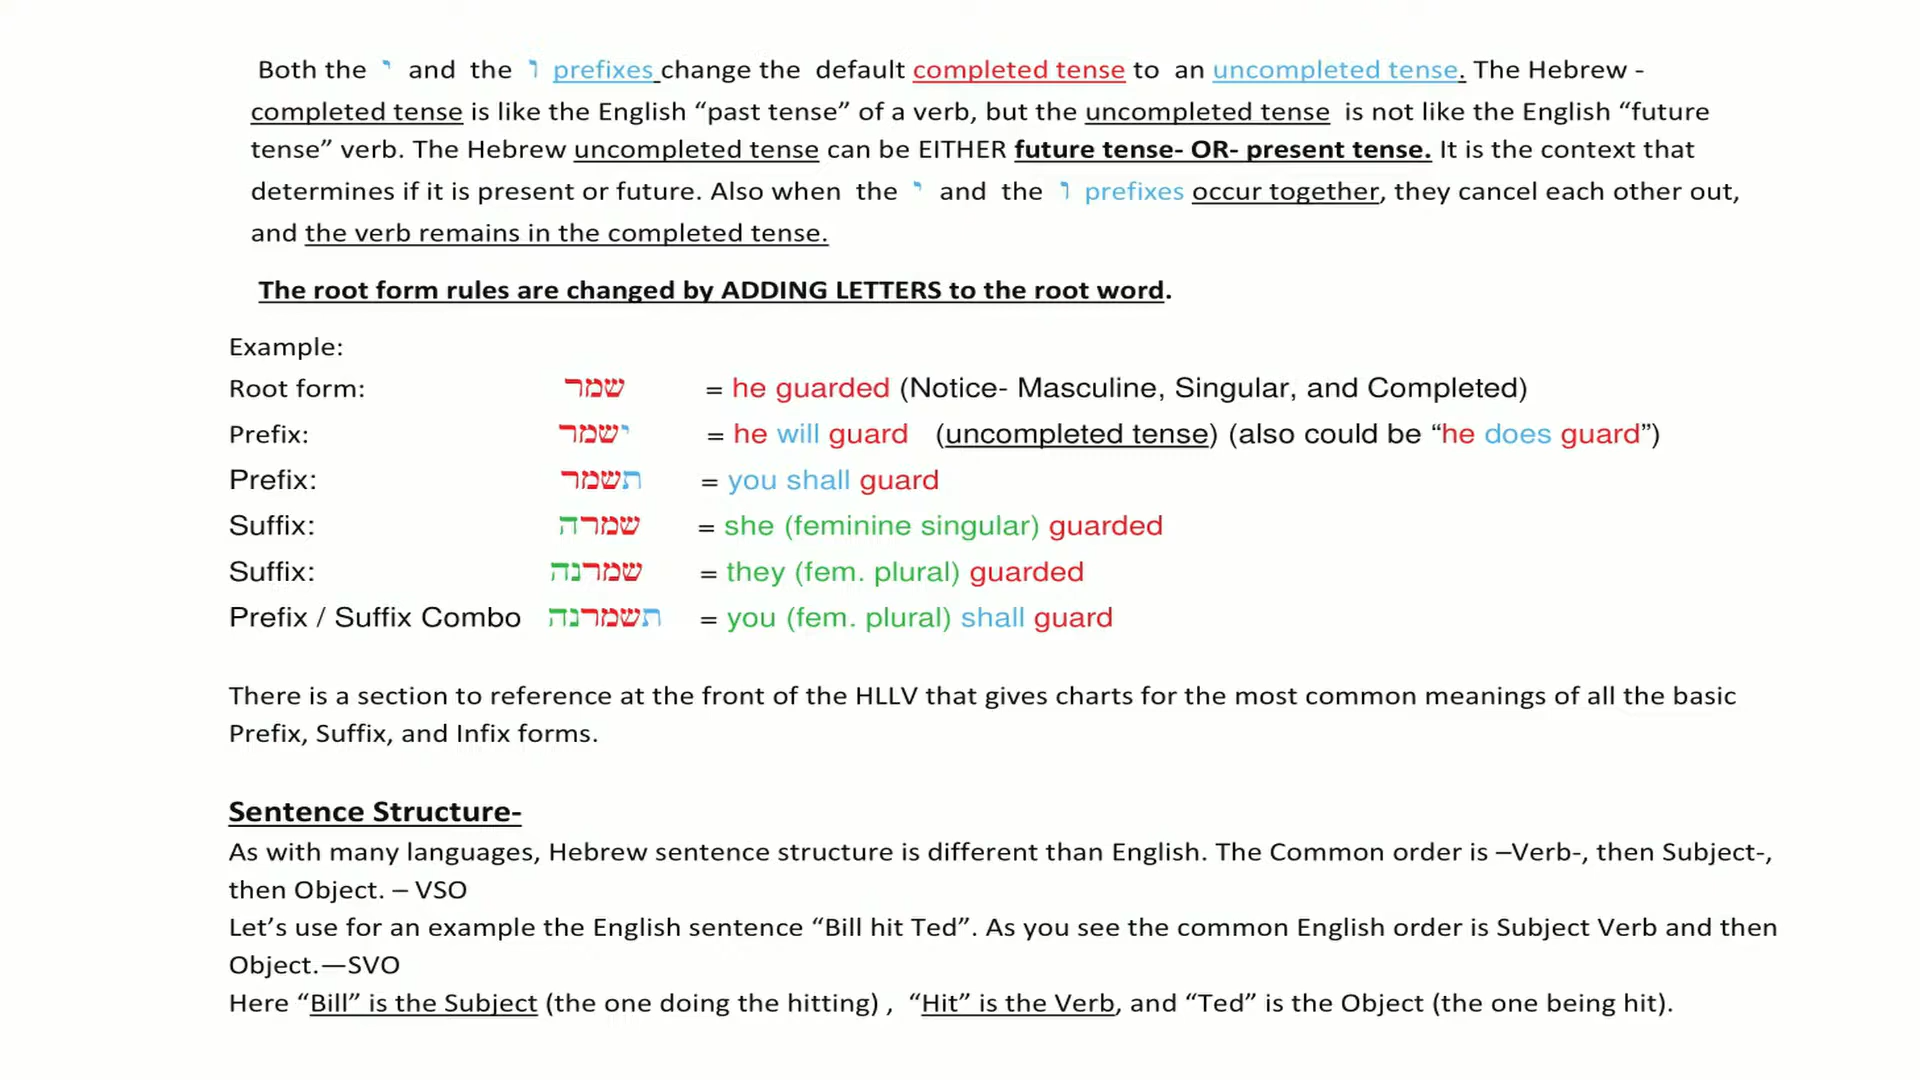 Both the י and the ו prefixes change the default completed tense to an uncompleted tense. The Hebrew -
completed tense is like the English “past tense” of a verb, but the uncompleted tense is not like the English “future
tense” verb. The Hebrew uncompleted tense can be EITHER future tense- OR- present tense. It is the context that
determines if it is present or future. Also when the י and the ו prefixes occur together, they cancel each other out,
and the verb remains in the completed tense.
The root form rules are changed by ADDING LETTERS to the root word.
Example:
Root form: שמר = he guarded (Notice- Masculine, Singular, and Completed)
Prefix: ישמר = he will guard (uncompleted tense) (also could be “he does guard”)
Prefix: תשמר = you shall guard
Suffix: שמרה = she (feminine singular) guarded
Suffix: שמרנה = they (fem. plural) guarded
Prefix / Suffix Combo תשמרנה = you (fem. plural) shall guard
There is a section to reference at the front of the HLLV that gives charts for the most common meanings of all the basic
Prefix, Suffix, and Infix forms.
Sentence Structure-
As with many languages, Hebrew sentence structure is different than English. The Common order is –Verb-, then Subject-,
then Object. – VSO
Let’s use for an example the English sentence “Bill hit Ted”. As you see the common English order is Subject Verb and then
Object.—SVO
Here “Bill” is the Subject (the one doing the hitting) , “Hit” is the Verb, and “Ted” is the Object (the one being hit).